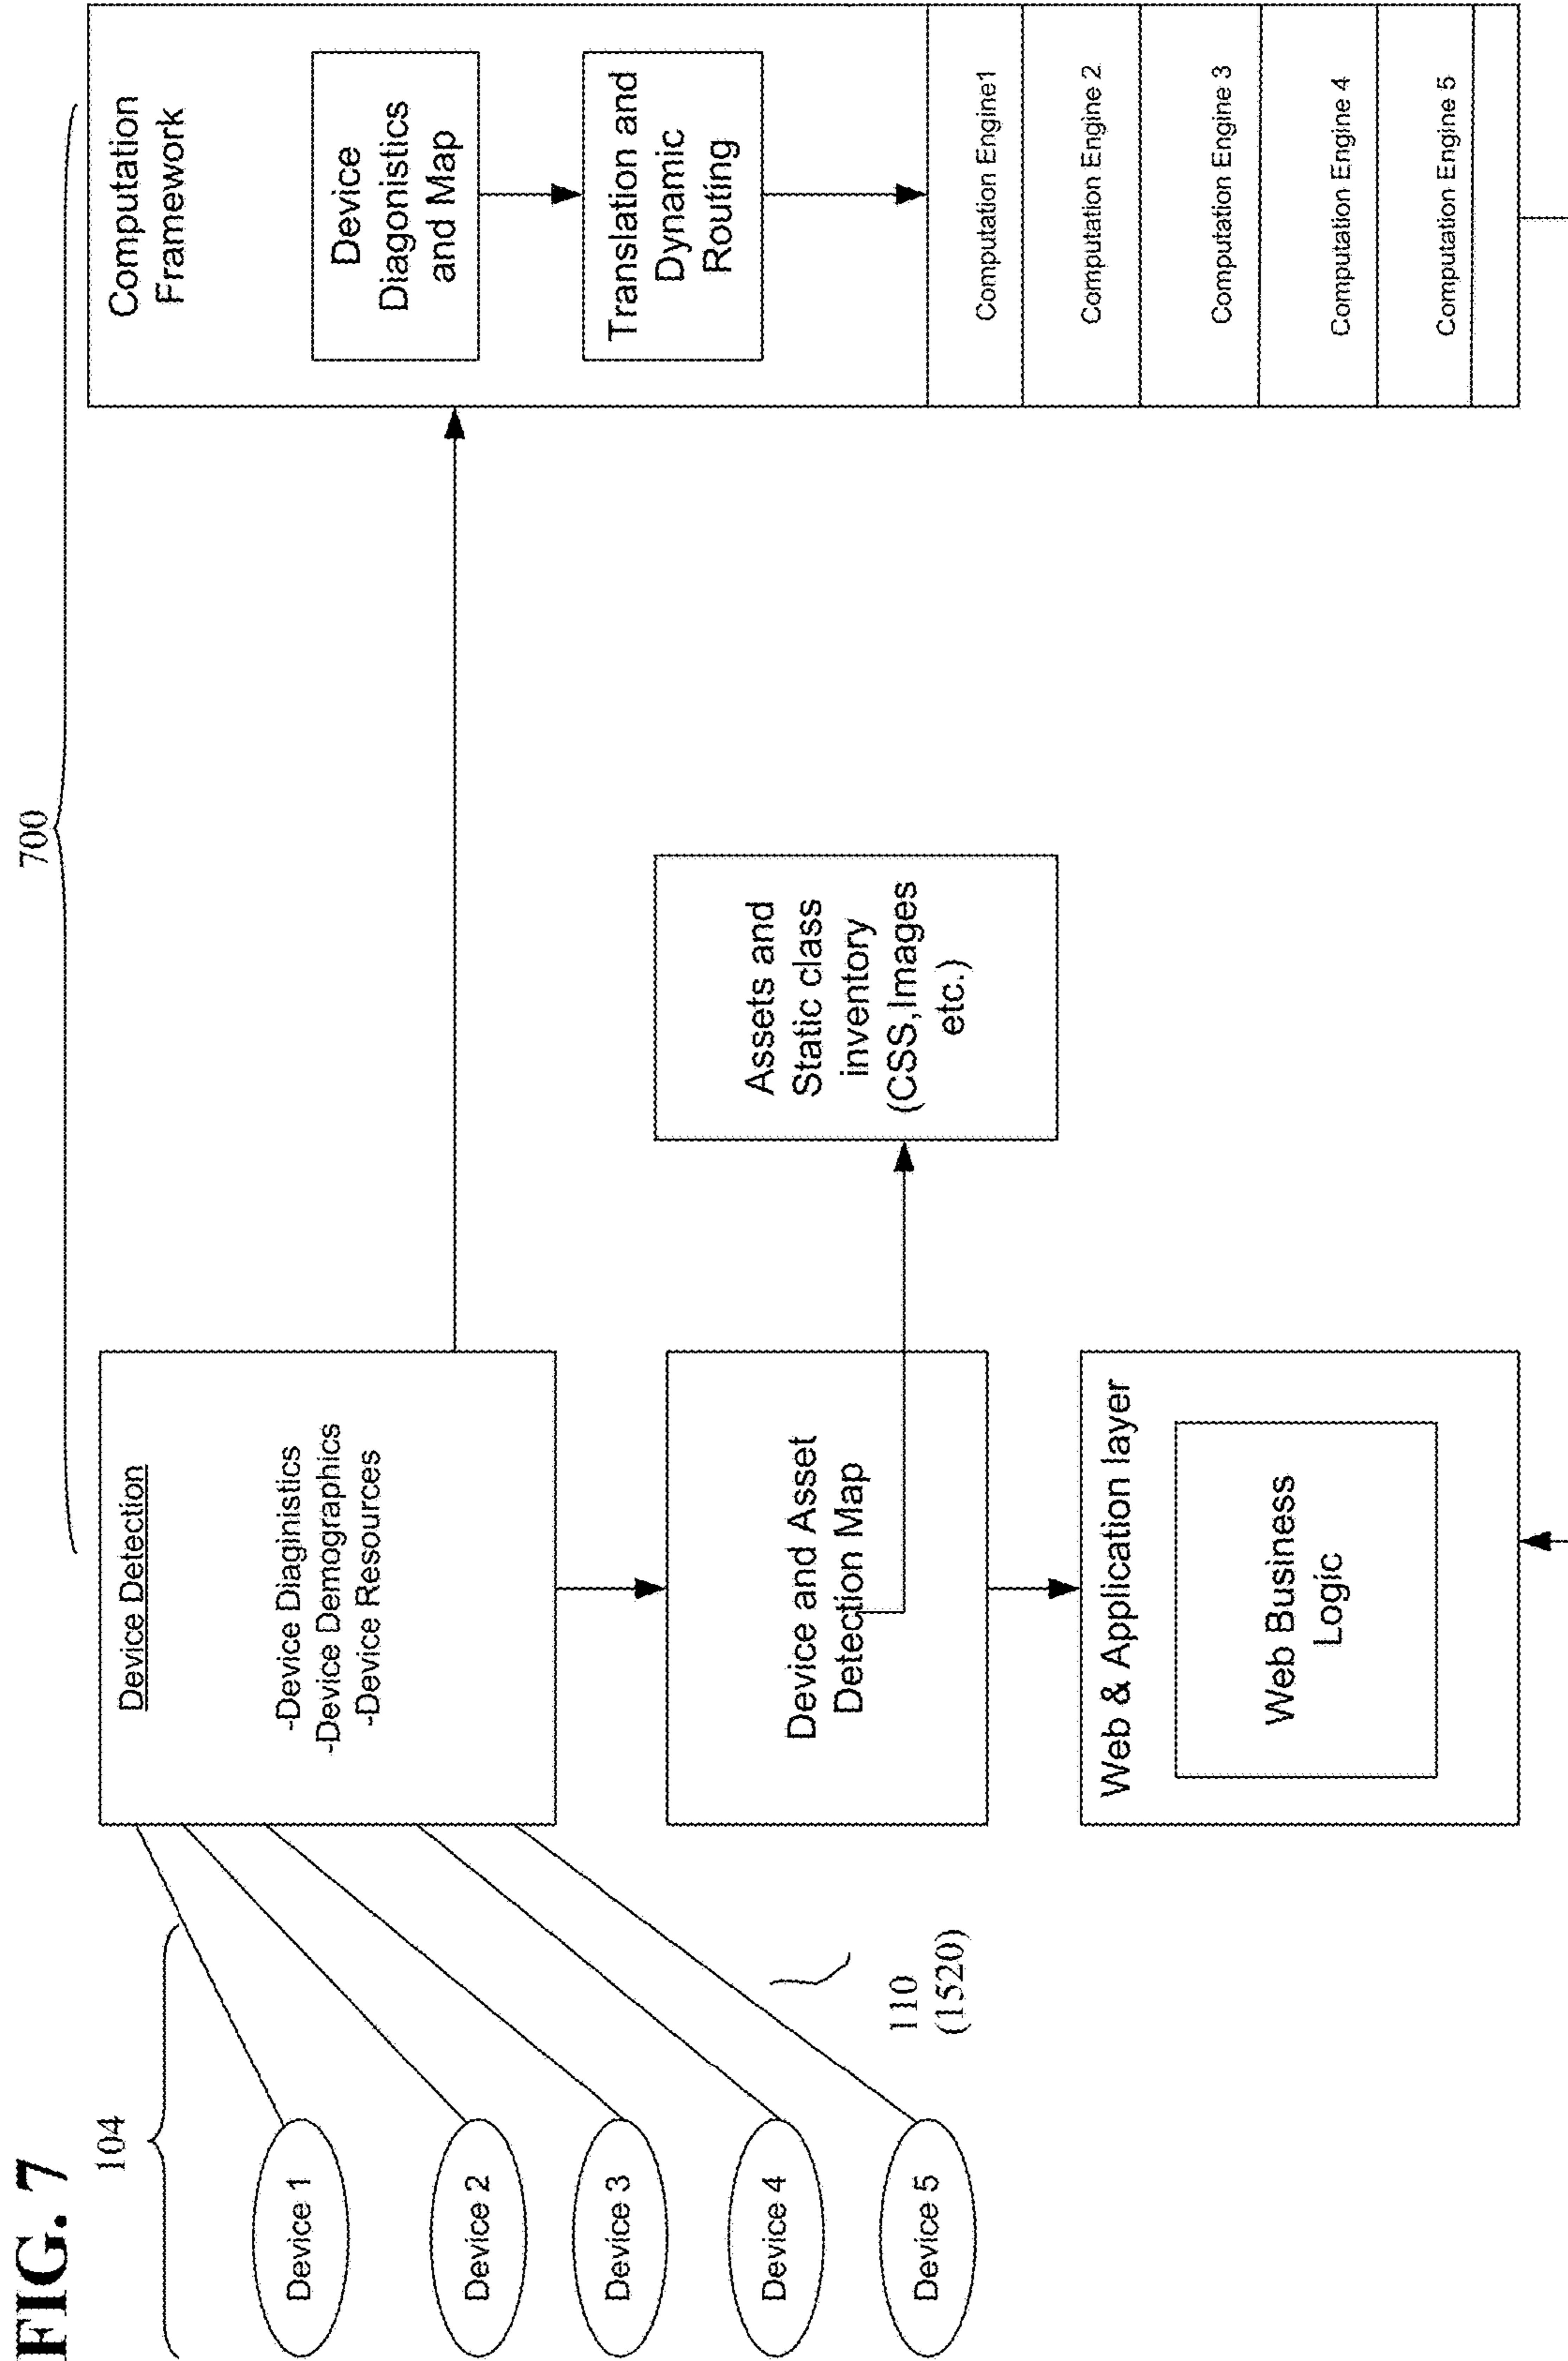 FIG. 7
104
700
Device 1
Device 2
Device 3
Device 4
Device 5
110
(1520)
Device Detection
-Device Diaginistics
-Device Demographics
-Device Resources
Device and Asset
Detection Map
Web & Application layer
Web Business
Logic
Assets and
Static class
inventory
(CSS,Images
etc.)
Computation
Framework
Device
Diagonistics
and Map
Translation and
Dynamic
Routing
Computation Engine1
Computation Engine 2
Computation Engine 3
Computation Engine 4
Computation Engine 5